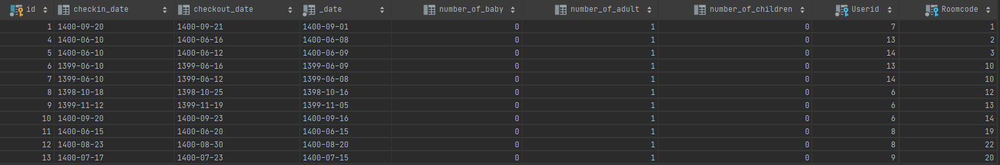 id checkin_date checkout_date _date number_of_baby number_of_adult number_of_children Userid Roomcode
1 1400-09-20 1400-09-21 1400-09-01 0 1 0 7 1
4 1400-06-10 1400-06-16 1400-06-08 0 1 0 13 2
5 1400-06-10 1400-06-12 1400-06-09 0 1 0 14 3
6 1399-06-10 1399-06-16 1399-06-09 0 1 0 13 10
7 1399-06-10 1399-06-12 1399-06-08 0 1 0 14 10
8 1398-10-18 1398-10-25 1398-10-16 0 1 0 6 12
9 1399-11-12 1399-11-19 1399-11-05 0 1 0 6 13
10 1400-09-20 1400-09-23 1400-09-16 0 1 0 6 14
11 1400-06-15 1400-06-20 1400-06-15 0 1 0 8 19
12 1400-08-23 1400-08-30 1400-08-20 0 1 0 8 22
13 1400-07-17 1400-07-23 1400-07-15 0 1 0 9 20